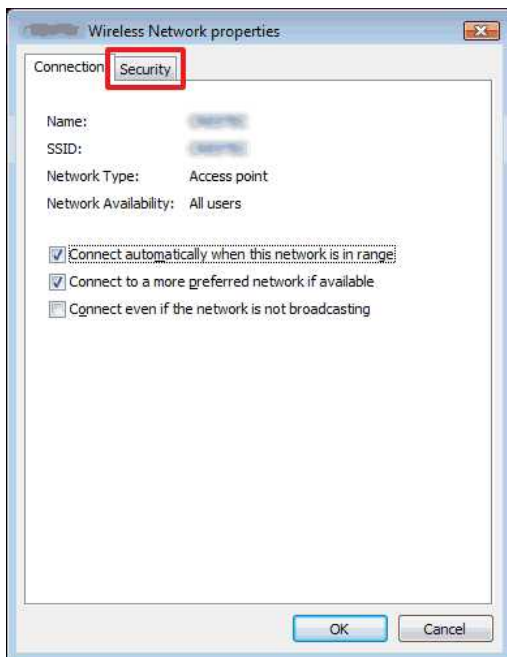 Wireless Network properties
Connection Security
Name:
SSID:
Network Type: Access point
Network Availability: All users
Connect automatically when this network is in range
Connect to a more preferred network if available
Connect even if the network is not broadcasting
OK Cancel